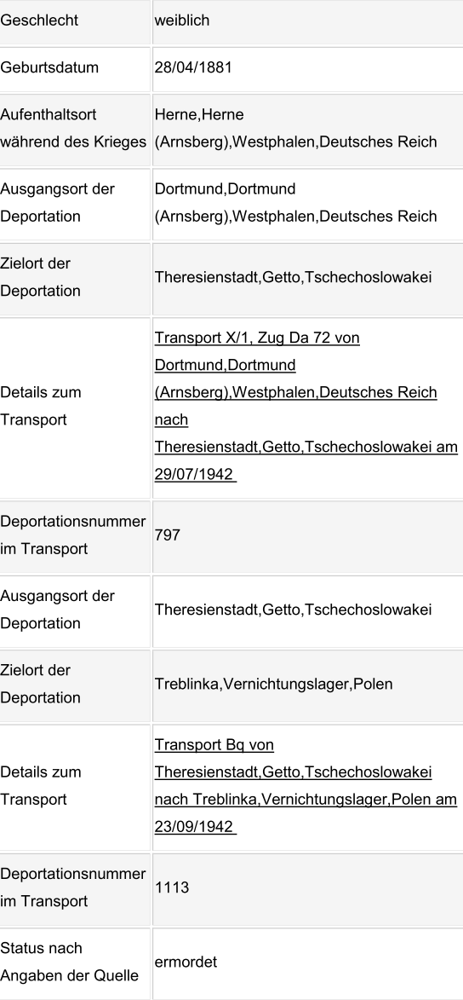 Geschlecht weiblich
Geburtsdatum 28/04/1881
Aufenthaltsort
während des Krieges
Herne,Herne
(Arnsberg),Westphalen,Deutsches Reich
Ausgangsort der
Deportation
Dortmund,Dortmund
(Arnsberg),Westphalen,Deutsches Reich
Zielort der
Deportation
Theresienstadt,Getto,Tschechoslowakei
Details zum
Transport
Transport X/1, Zug Da 72 von
Dortmund,Dortmund
(Arnsberg),Westphalen,Deutsches Reich
nach
Theresienstadt,Getto,Tschechoslowakei am
29/07/1942
Deportationsnummer
im Transport
797
Ausgangsort der
Deportation
Theresienstadt,Getto,Tschechoslowakei
Zielort der
Deportation
Treblinka,Vernichtungslager,Polen
Details zum
Transport
Transport Bq von
Theresienstadt,Getto,Tschechoslowakei
nach Treblinka,Vernichtungslager,Polen am
23/09/1942
Deportationsnummer
im Transport
1113
Status nach
Angaben der Quelle
ermordet